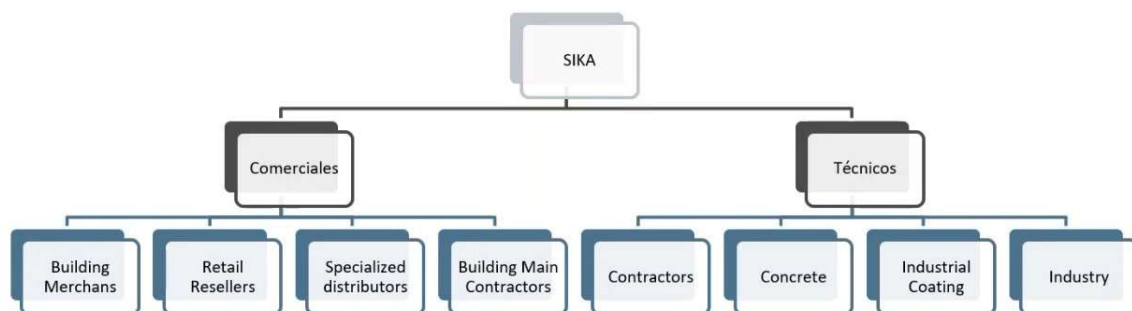 SIKA
Comerciales
Técnicos
Building
Merchans
Retail
Resellers
Specialized
distributors
Building Main
Contractors
Contractors
Concrete
Industrial
Coating
Industry